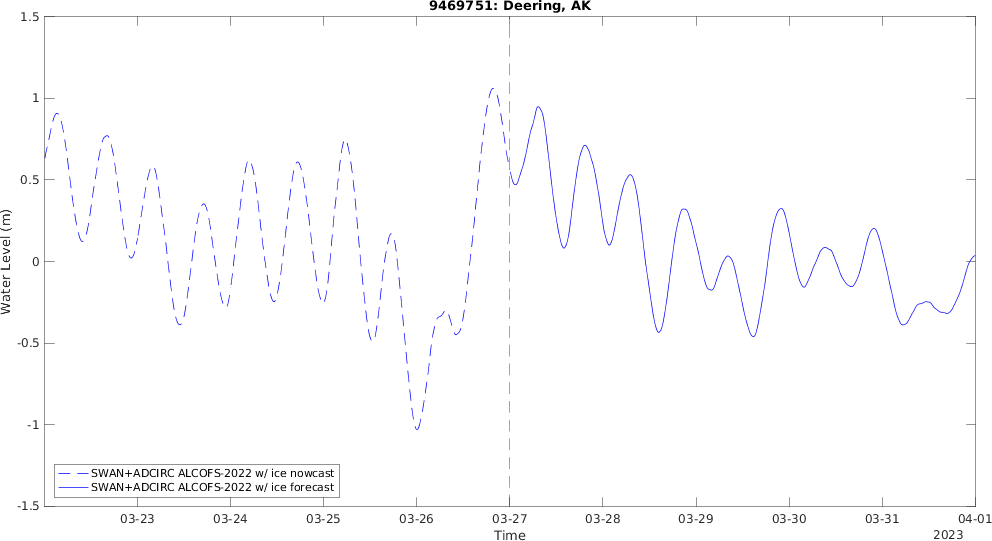 9469751: Deering, AK
Water Level (m)
1.5
1
0.5
0
-0.5
-1
-1.5
SWAN+ADCIRC ALCOFS-2022 w/ ice nowcast
SWAN+ADCIRC ALCOFS-2022 w/ ice forecast
03-23 03-24 03-25 03-26 03-27 03-28 03-29 03-30 03-31 04-01
Time
2023